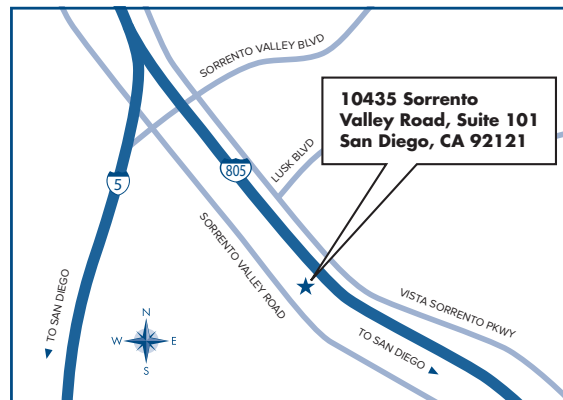 SORRENTO VALLEY BLVD
10435 Sorrento
Valley Road, Suite 101
San Diego, CA 92121
LUSK BLVD
805
5
SORRENTO VALLEY ROAD
TO SAN DIEGO
VISTA SORRENTO PKWY
TO SAN DIEGO
N
W
E
S